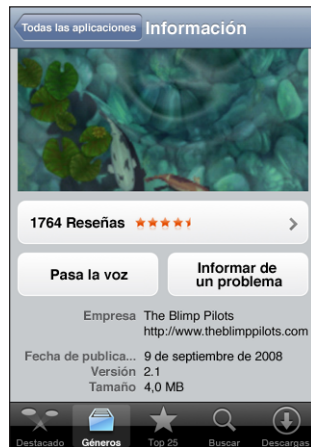 Todas las aplicaciones Información
1764 Reseñas
Pasa la voz
Informar de
un problema
Empresa The Blimp Pilots
http://www.theblimppilots.com
Fecha de publica... 9 de septiembre de 2008
Versión 2.1
Tamaño 4,0 MB
Destacado Géneros Top 25 Buscar Descargas